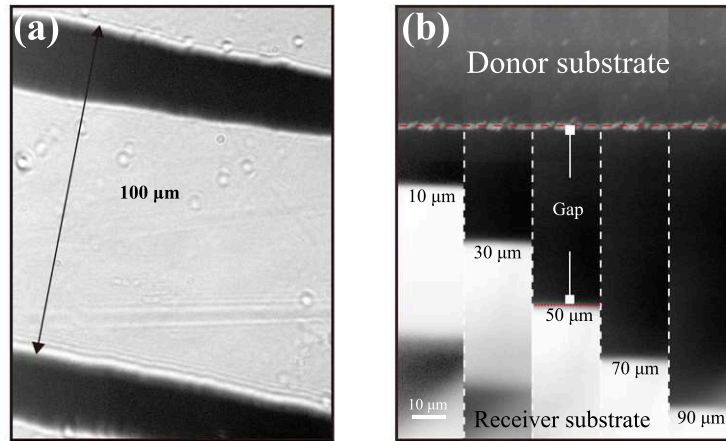 (a)
100 µm
(b)
Donor substrate
10 µm
Gap
30 µm
50 µm
70 µm
10 µm
Receiver substrate
90 µm